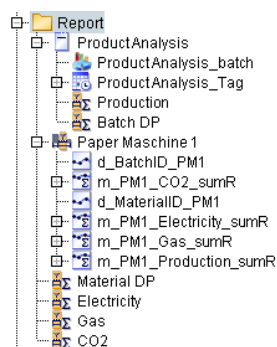 Report
ProductAnalysis
ProductAnalysis_batch
ProductAnalysis_Tag
Production
Batch DP
Paper Maschine 1
d_BatchID_PM1
m_PM1_CO2_sumR
d_MaterialID_PM1
m_PM1_Electricity_sumR
m_PM1_Gas_sumR
m_PM1_Production_sumR
Material DP
Electricity
Gas
CO2